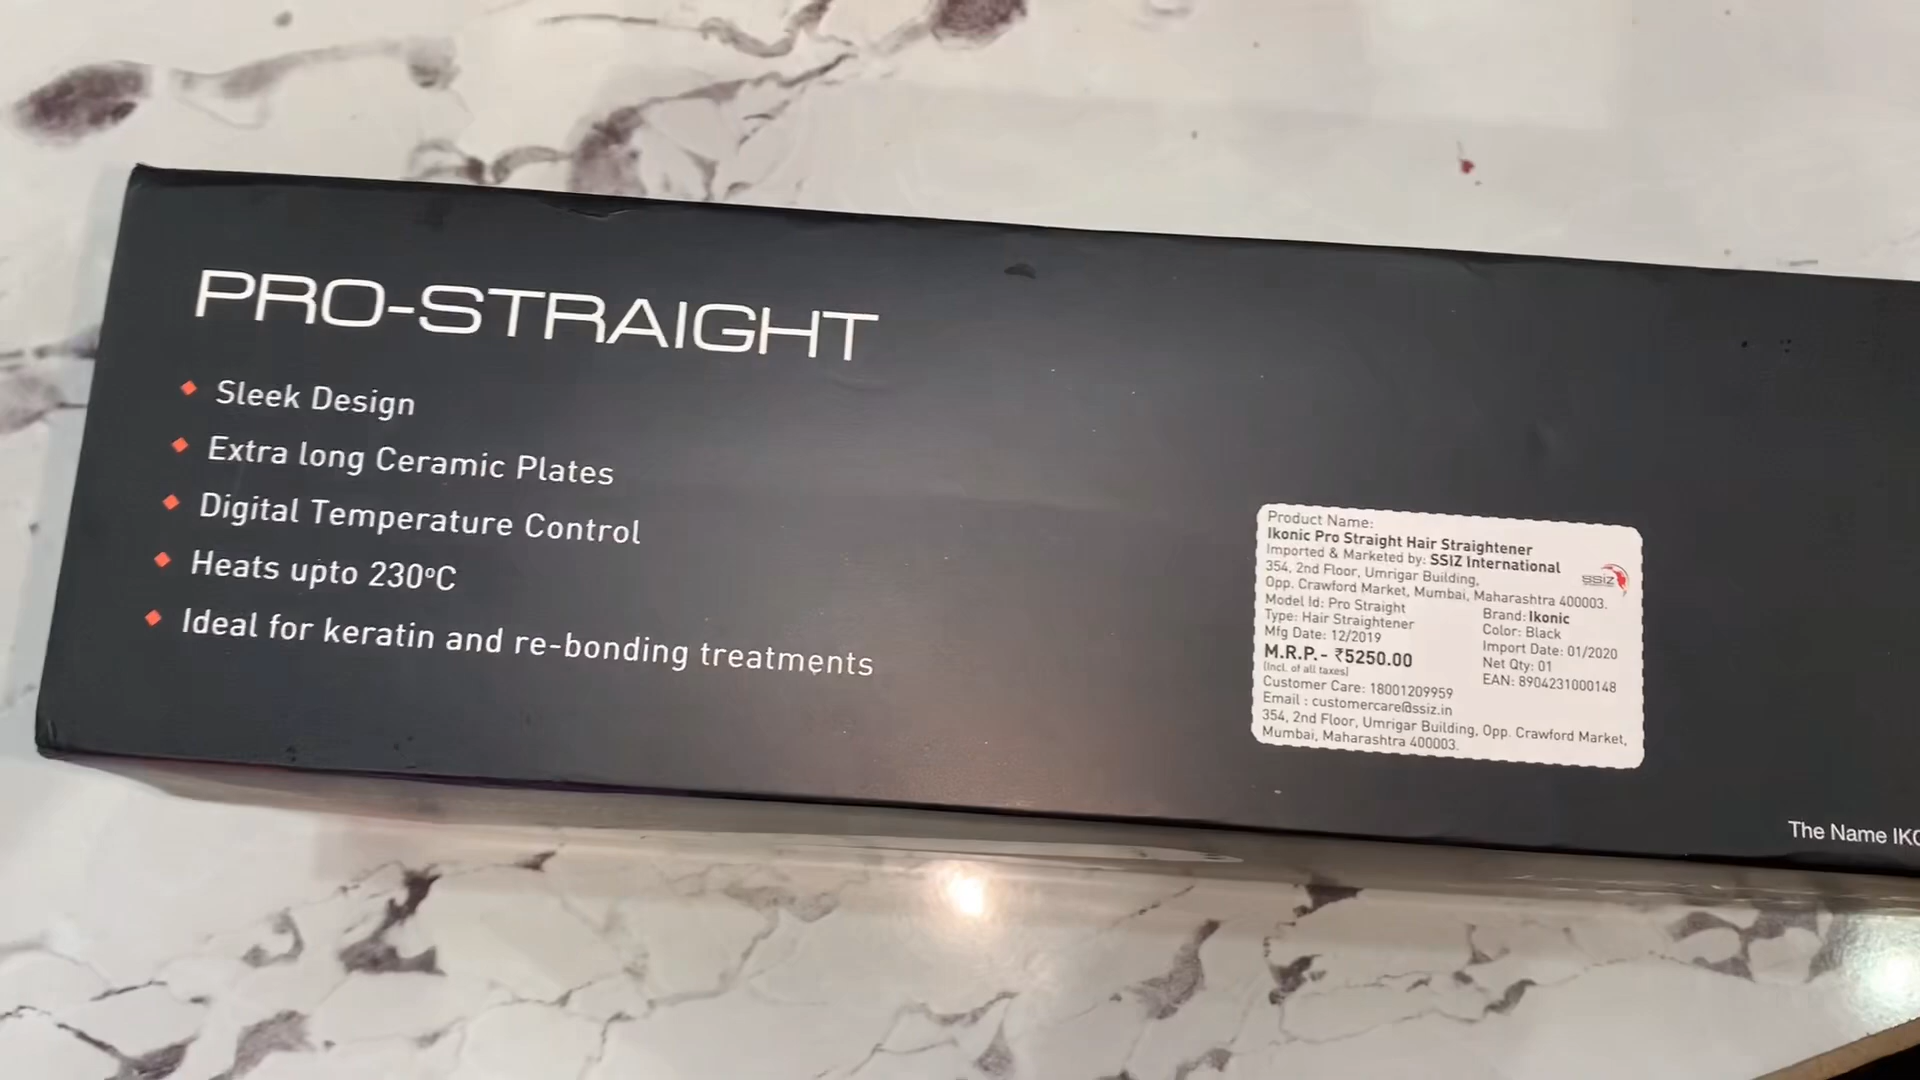 PRO-STRAIGHT
Sleek Design
Extra long Ceramic Plates
Digital Temperature Control
Heats upto 230ºC
Ideal for keratin and re-bonding treatments
Product Name:
Ikonic Pro Straight Hair Straightener
Imported & Marketed by: SSIZ International
354, 2nd Floor, Umrigar Building,
Opp. Crawford Market, Mumbai, Maharashtra 400003.
SSIZ
Model Id: Pro Straight
Type: Hair Straightener
Mfg Date: 12/2019
M.R.P.- ₹5250.00
(Incl. of all taxes)
Brand: Ikonic
Color: Black
Import Date: 01/2020
Net Qty: 01
EAN: 8904231000148
Customer Care: 18001209959
Email : customercare@ssiz.in
354, 2nd Floor, Umrigar Building, Opp. Crawford Market,
Mumbai, Maharashtra 400003.
The Name